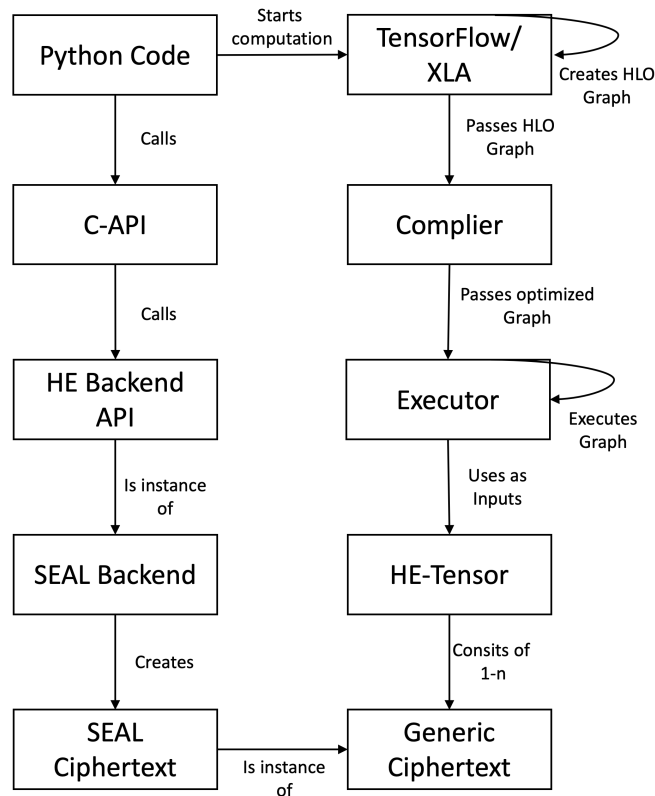 Starts
computation
Python Code
TensorFlow/
XLA
Creates HLO
Graph
Calls
Passes HLO
Graph
C-API
Complier
Calls
Passes optimized
Graph
HE Backend
API
Executor
Executes
Graph
Is instance
of
Uses as
Inputs
SEAL Backend
HE-Tensor
Creates
Consits of
1-n
SEAL
Ciphertext
Generic
Ciphertext
Is instance
of